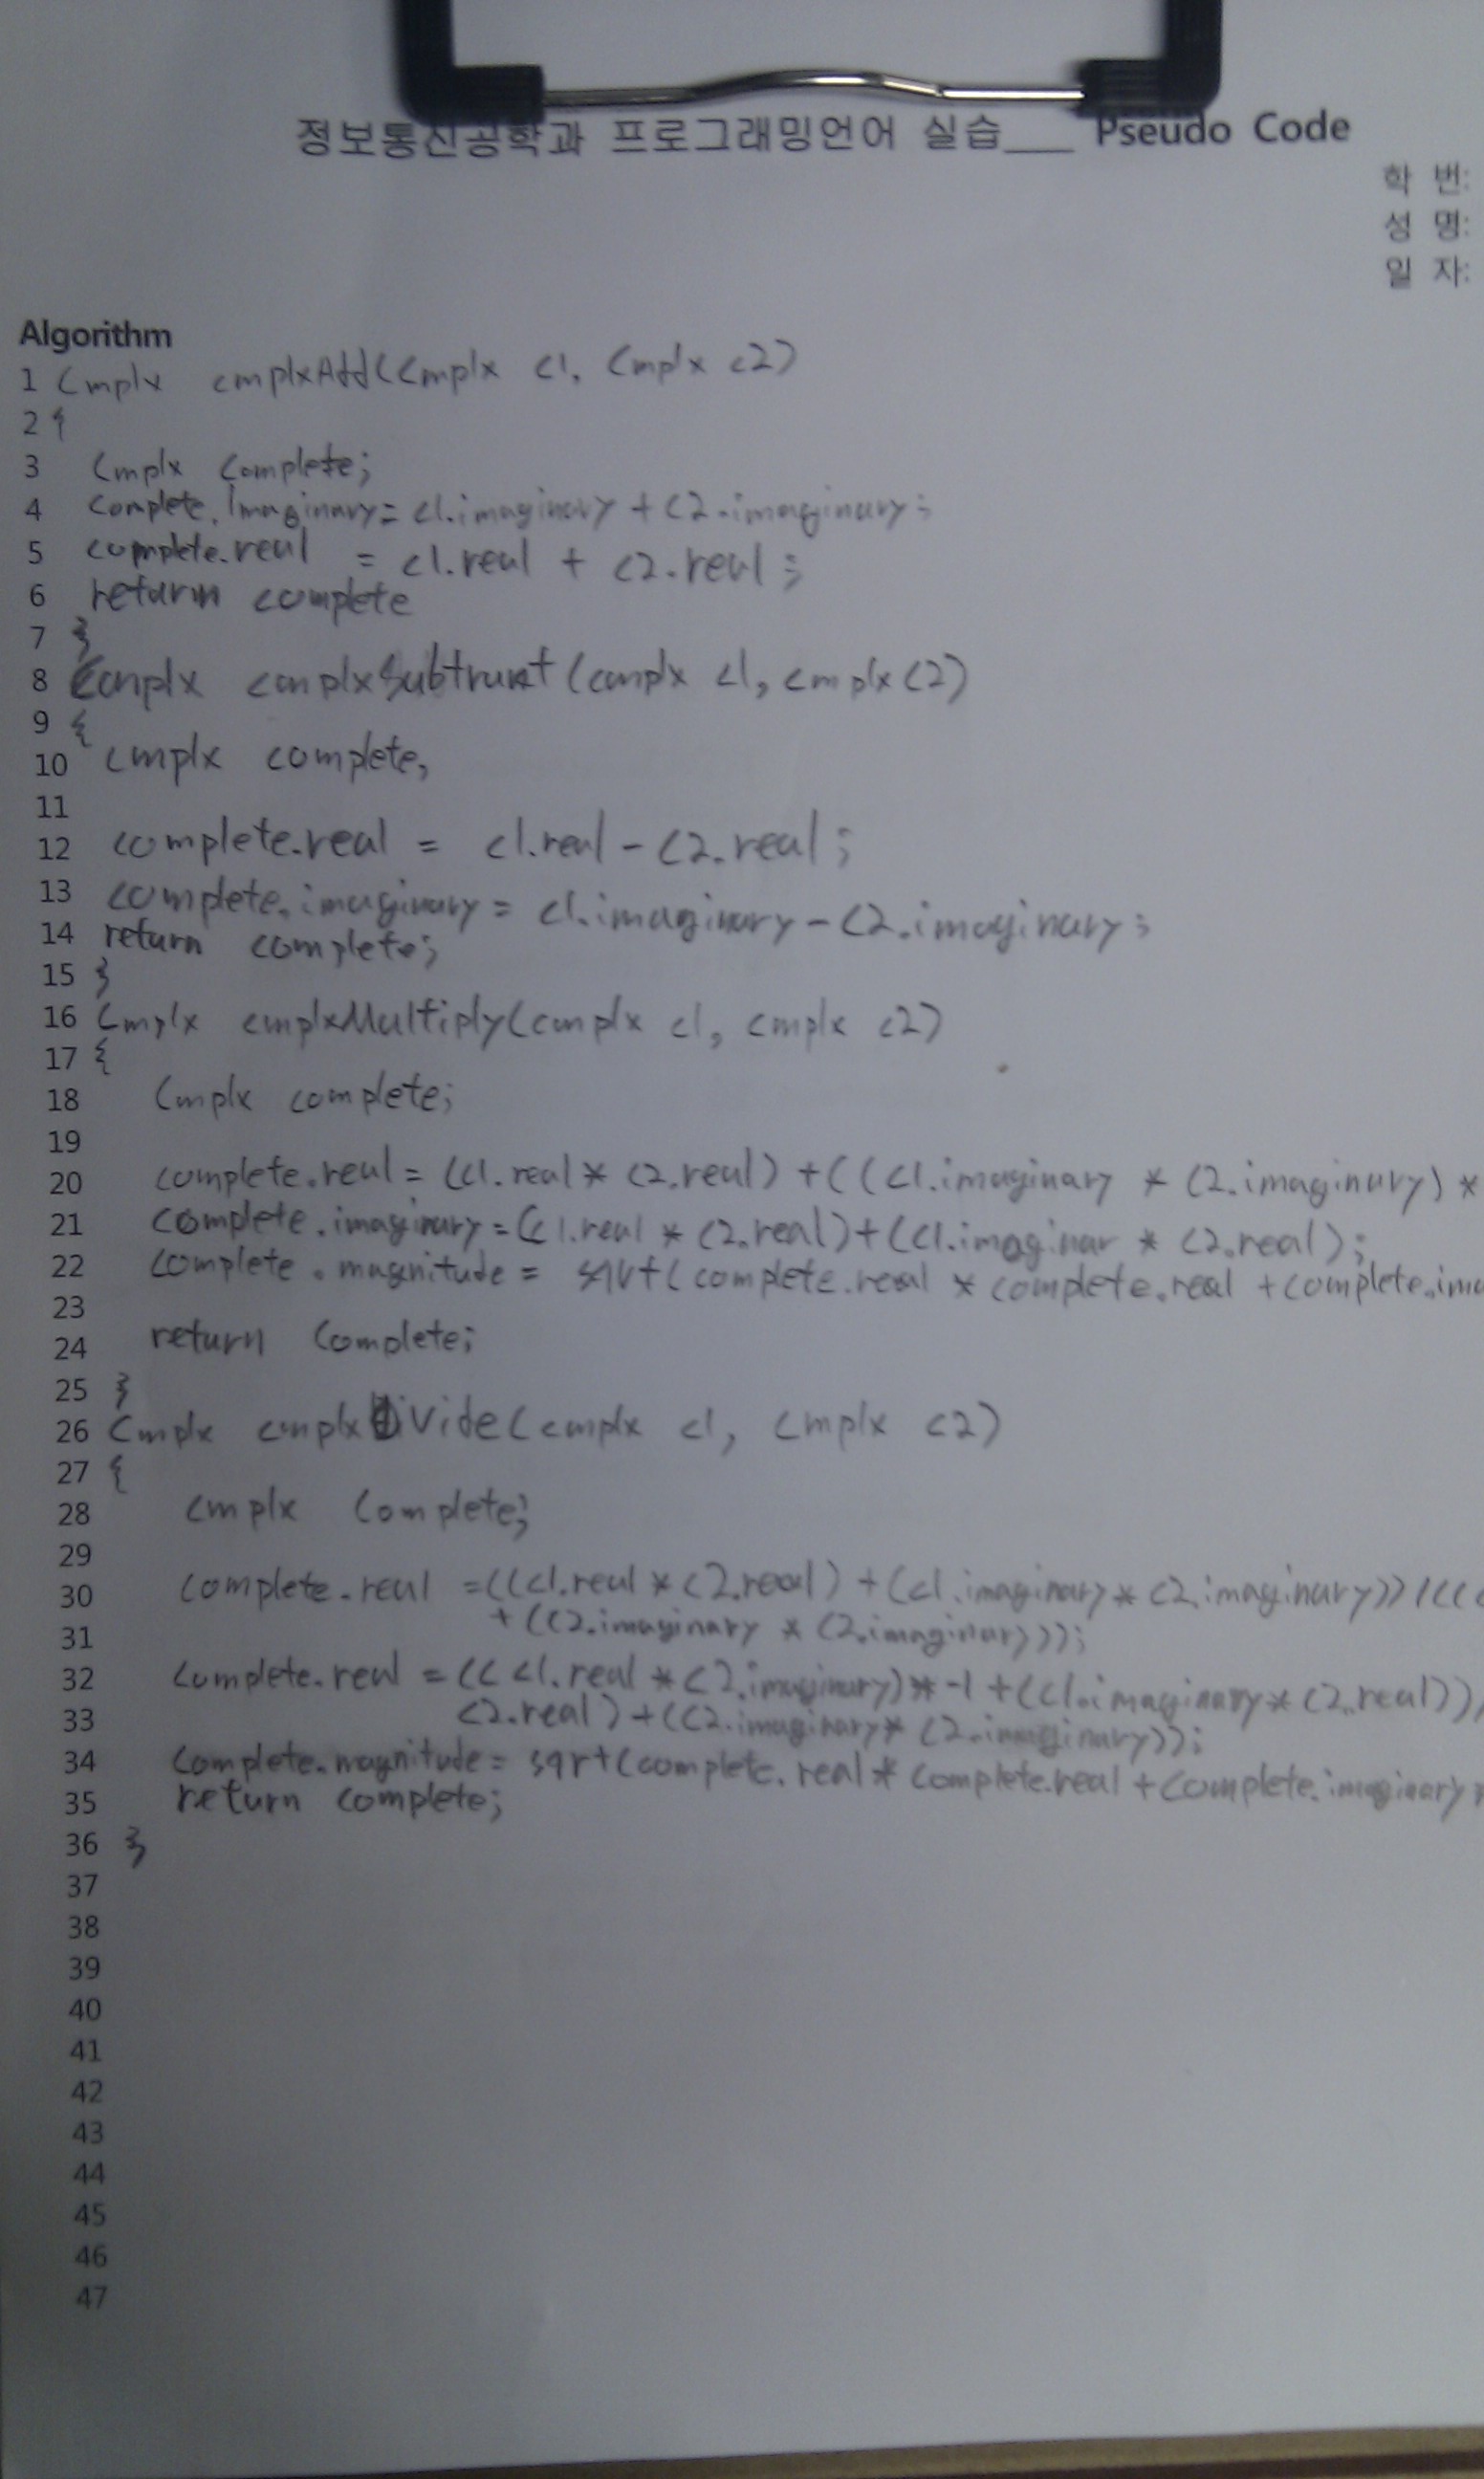 정보통신공학과 프로그래밍언어 실습___ Pseudo Code
학 번:
성 명:
일 자:
Algorithm
1 Cmplx cmplxAdd(Cmplx c1, Cmplx c2)
2 {
3 Cmplx Complete;
4 Complete.Imaginary= c1.imaginary + C2.imaginary;
5 complete.real = c1.real + c2.real;
6 return complete
7 }
8 Cmplx cmplxSubtract(cmplx c1, cmplx c2)
9 {
10 cmplx complete,
11
12 complete.real = c1.real - C2.real;
13 complete.imaginary = c1.imaginary - C2.imaginary;
14 return complete;
15 }
16 Cmplx cmplxMultiply(cmplx c1, cmplx c2)
17 {
18 Cmplx complete;
19
20 complete.real = (c1.real * c2.real) + ((c1.imaginary * c2.imaginary) *
21 complete.imaginary = (c1.real * c2.real) + (c1.imaginar * c2.real);
22 complete.magnitude = sqrt(complete.real * complete.real + complete.ima
23
24 return Complete;
25 }
26 Cmplx cmplxDivide(cmplx c1, cmplx c2)
27 {
28 cmplx Complete;
29
30 complete.real = ((c1.real * c2.real) + (c1.imaginary * c2.imaginary)) / ((c
31 + (C2.imaginary * C2.imaginary)));
32 complete.real = ((c1.real * c2.imaginary) * -1 + ((c1.imaginary * c2.real))
33 c2.real) + ((c2.imaginary * c2.imaginary));
34 Complete.magnitude = sqrt(complete.real * complete.real + Complete.imaginary
35 return complete;
36 }
37
38
39
40
41
42
43
44
45
46
47